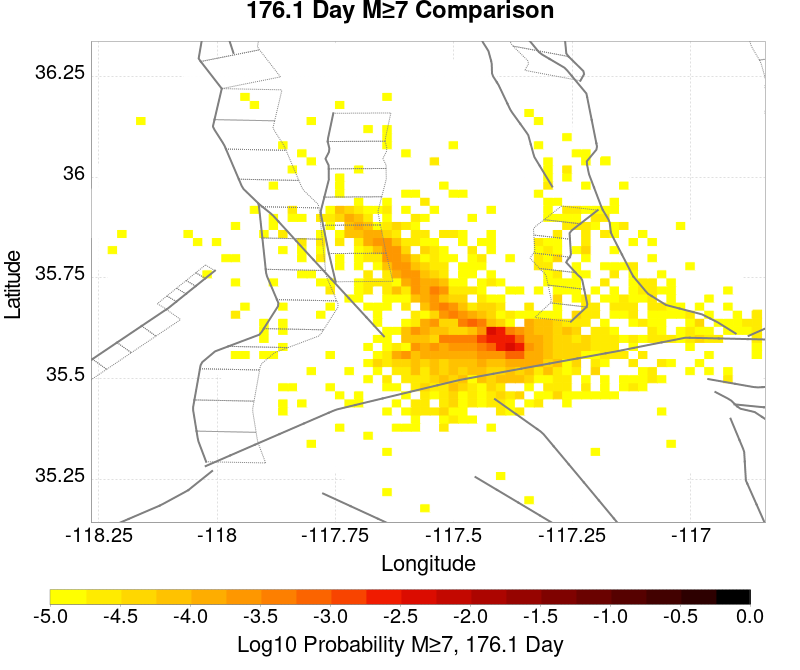 176.1 Day M≥7 Comparison
36.25
36
35.75
35.5
35.25
Latitude
-118.25 -118 -117.75 -117.5 -117.25 -117
Longitude
-5.0 -4.5 -4.0 -3.5 -3.0 -2.5 -2.0 -1.5 -1.0 -0.5 0.0
Log10 Probability M≥7, 176.1 Day